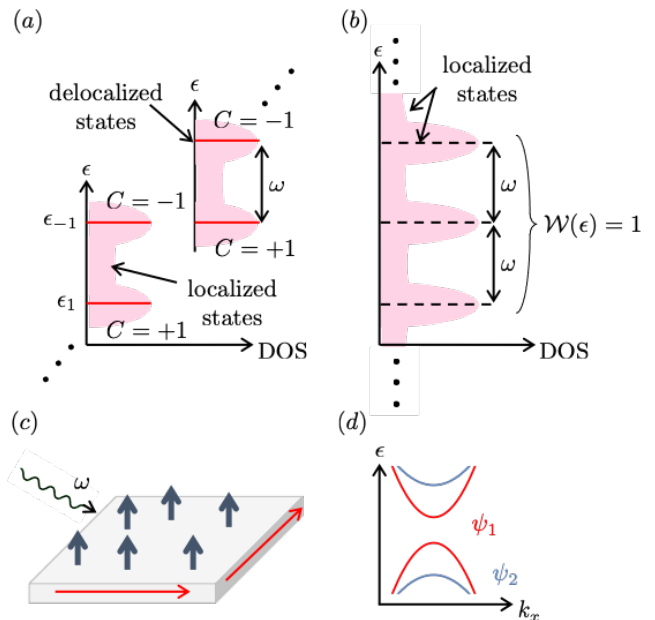 (a)
(b)
ϵ
delocalized
states
C = −1
localized
states
ϵ
ϵ
C = −1
ω
ω
ϵ₋₁
C = +1
ω
𝒲(ϵ) = 1
localized
states
ϵ₁
C = +1
DOS
DOS
(c)
(d)
ω
ϵ
ψ₁
ψ₂
kₓ